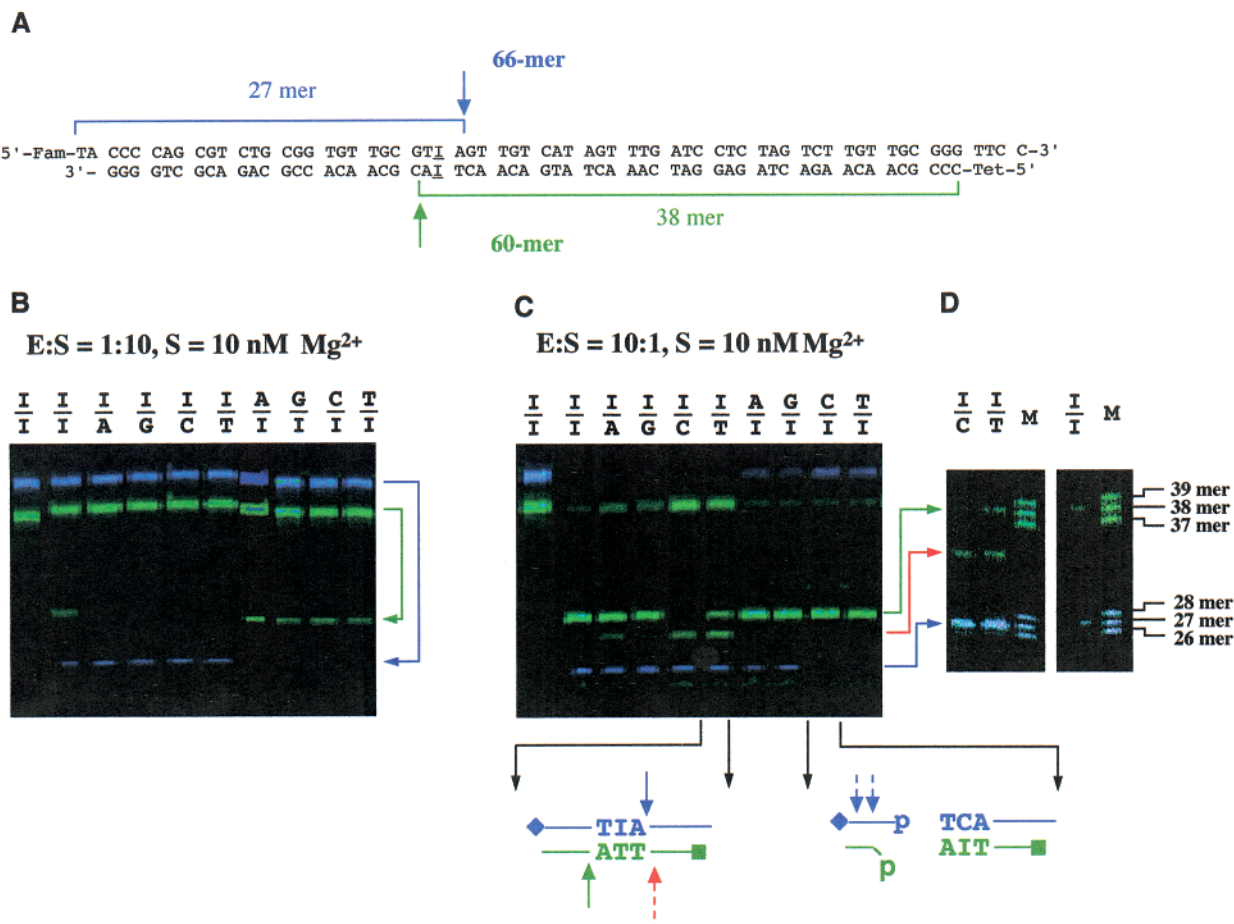 A
66-mer
27 mer
5'-Fam-TA CCC CAG CGT CTG CGG TGT TGC GTI AGT TGT CAT AGT TTG ATC CTC TAG TCT TGT TGC GGG TTC C-3'
3'- GGG GTC GCA GAC GCC ACA ACG CAI TCA ACA GTA TCA AAC TAG GAG ATC AGA ACA ACG CCC-Tet-5'
38 mer
60-mer
B
C
D
E:S = 1:10, S = 10 nM Mg2+
E:S = 10:1, S = 10 nM Mg2+
I I I I I I A G C T
I I A G C T I I I I
I I I I I I A G C T
I I A G C T I I I I
I I M I M
C T I
39 mer
38 mer
37 mer
28 mer
27 mer
26 mer
TIA
ATT
p
p
TCA
AIT